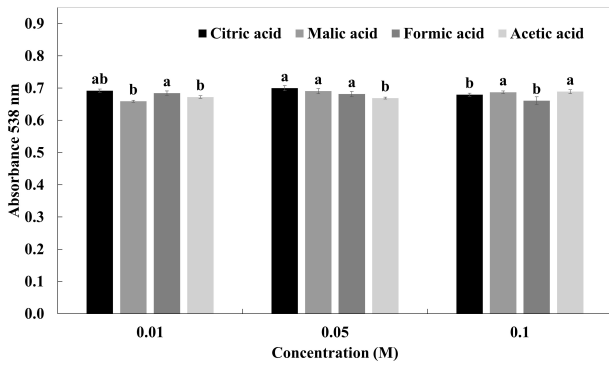 0.9
Citric acid Malic acid Formic acid Acetic acid
0.8
0.7
0.6
0.5
0.4
0.3
0.2
0.1
0.0
Absorbance 538 nm
ab b a b a a a b b a b a
0.01 0.05 0.1
Concentration (M)